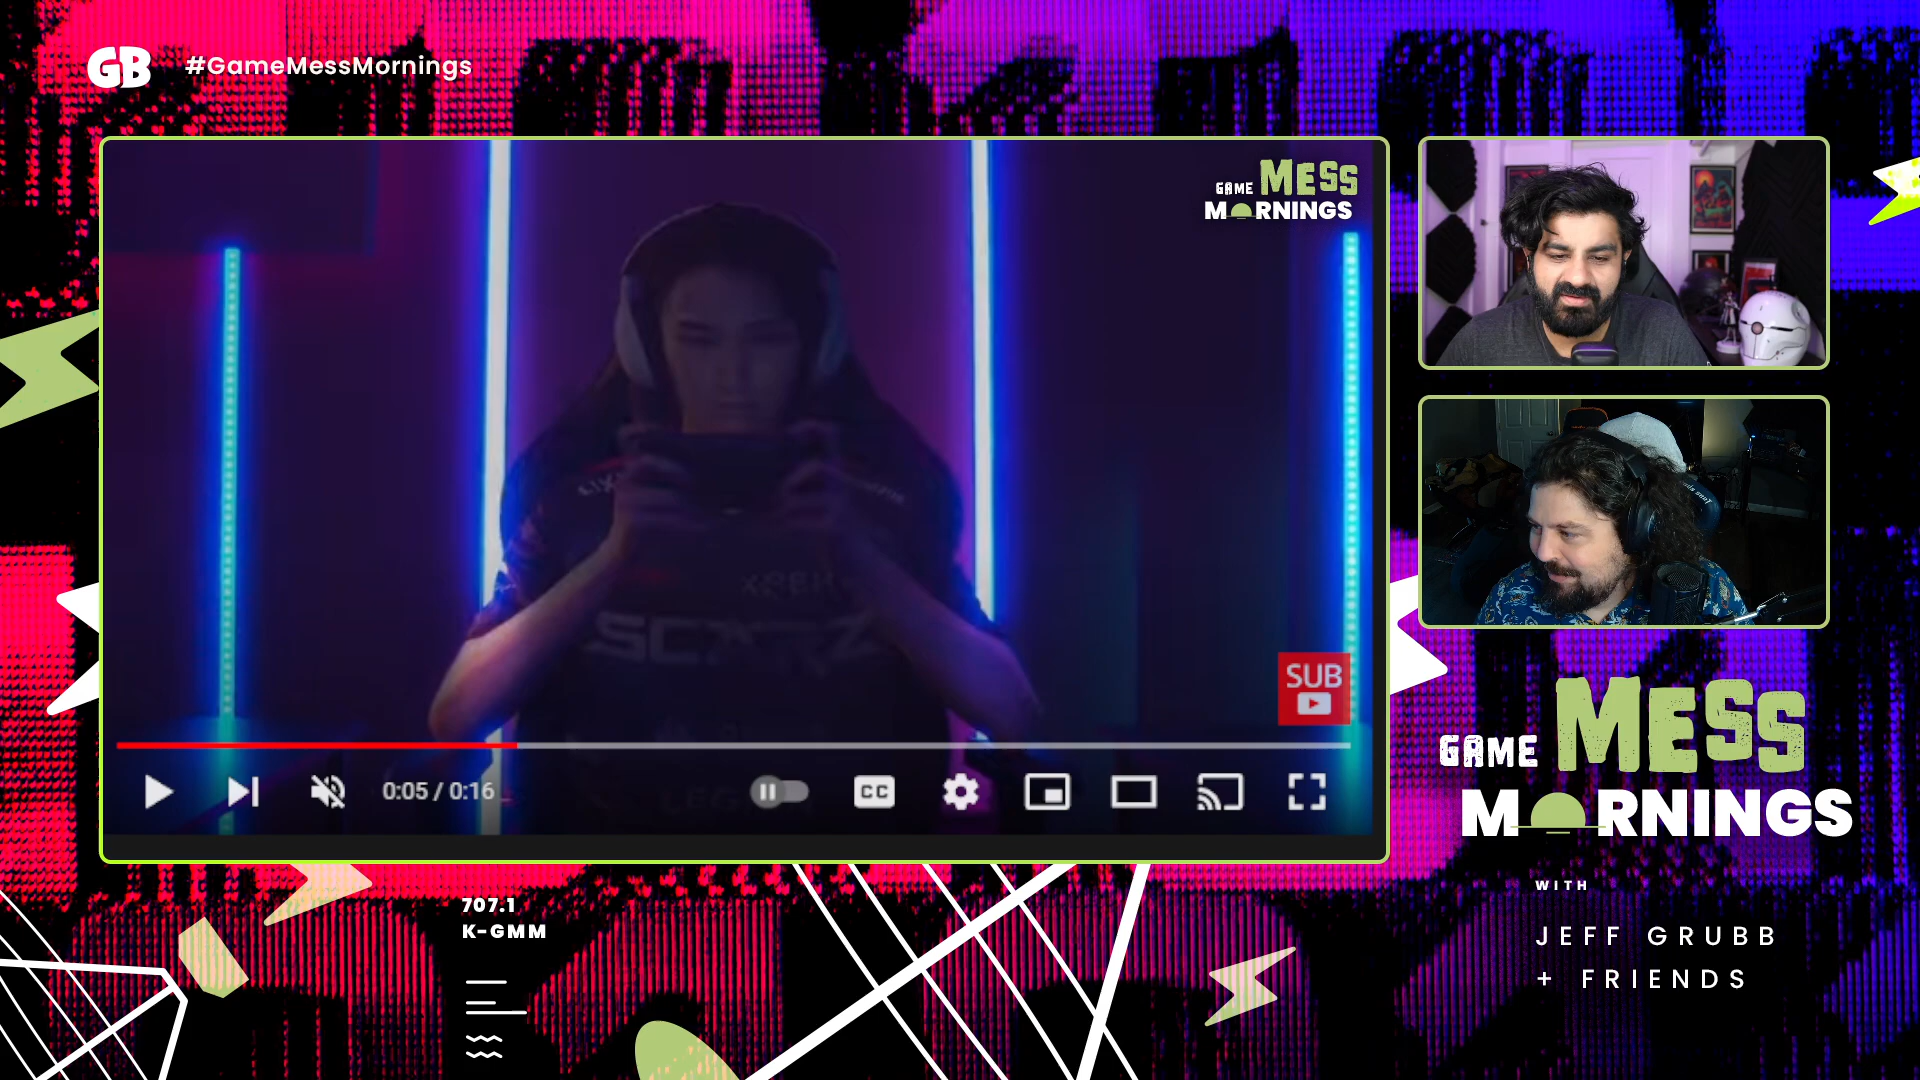 GB #GameMessMornings
GAME MESS
MORNINGS
SUB
0:05 / 0:16
CC
GAME MESS
MORNINGS
WITH
JEFF GRUBB
+ FRIENDS
707.1
K-GMM